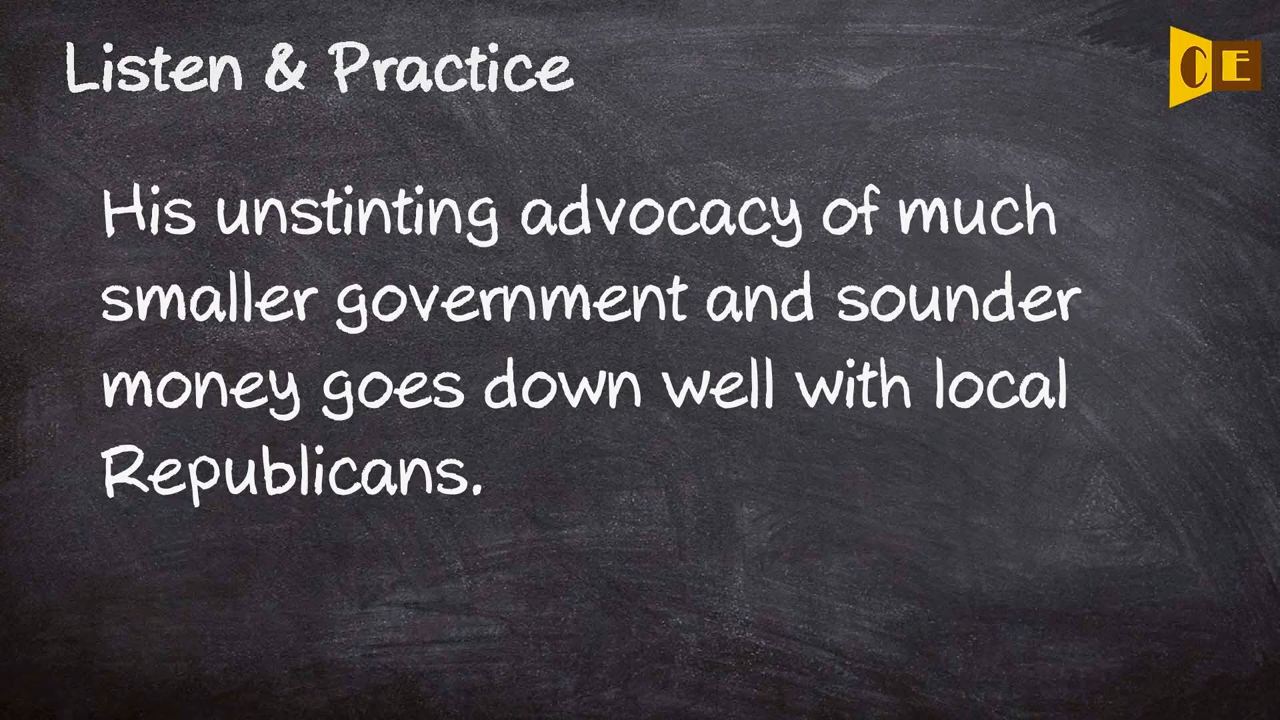 Listen & Practice
CE
His unstinting advocacy of much
smaller government and sounder
money goes down well with local
Republicans.